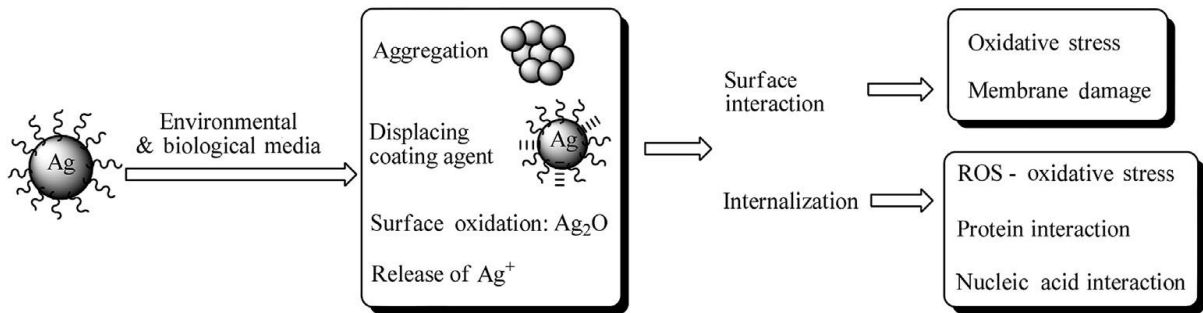 Ag
Environmental
& biological media
Aggregation
Displacing
coating agent
Ag
Surface oxidation: Ag₂O
Release of Ag⁺
Surface
interaction
Internalization
Oxidative stress
Membrane damage
ROS - oxidative stress
Protein interaction
Nucleic acid interaction